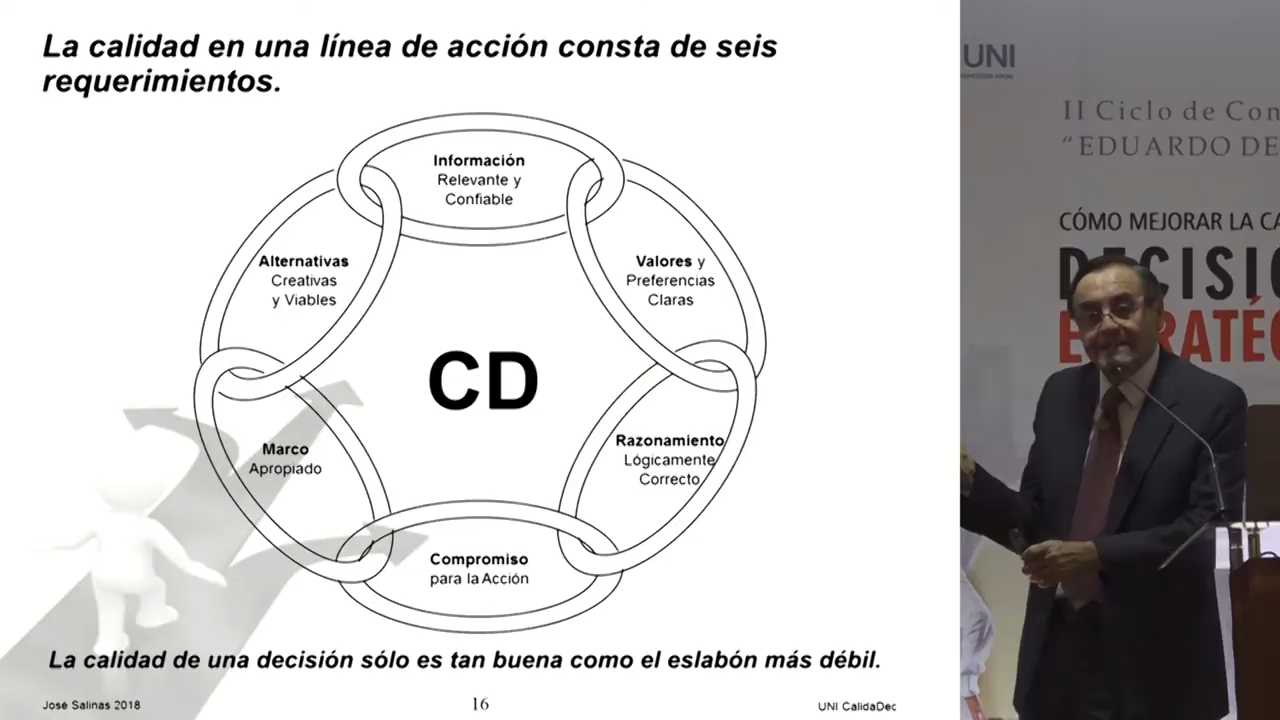 La calidad en una línea de acción consta de seis
requerimientos.
Información
Relevante y
Confiable
Alternativas
Creativas
y Viables
Valores y
Preferencias
Claras
CD
Marco
Apropiado
Razonamiento
Lógicamente
Correcto
Compromiso
para la Acción
La calidad de una decisión sólo es tan buena como el eslabón más débil.
José Salinas 2018
16
UNI CalidaDec
UNI
II Ciclo de Con
"EDUARDO DE
CÓMO MEJORAR LA CA